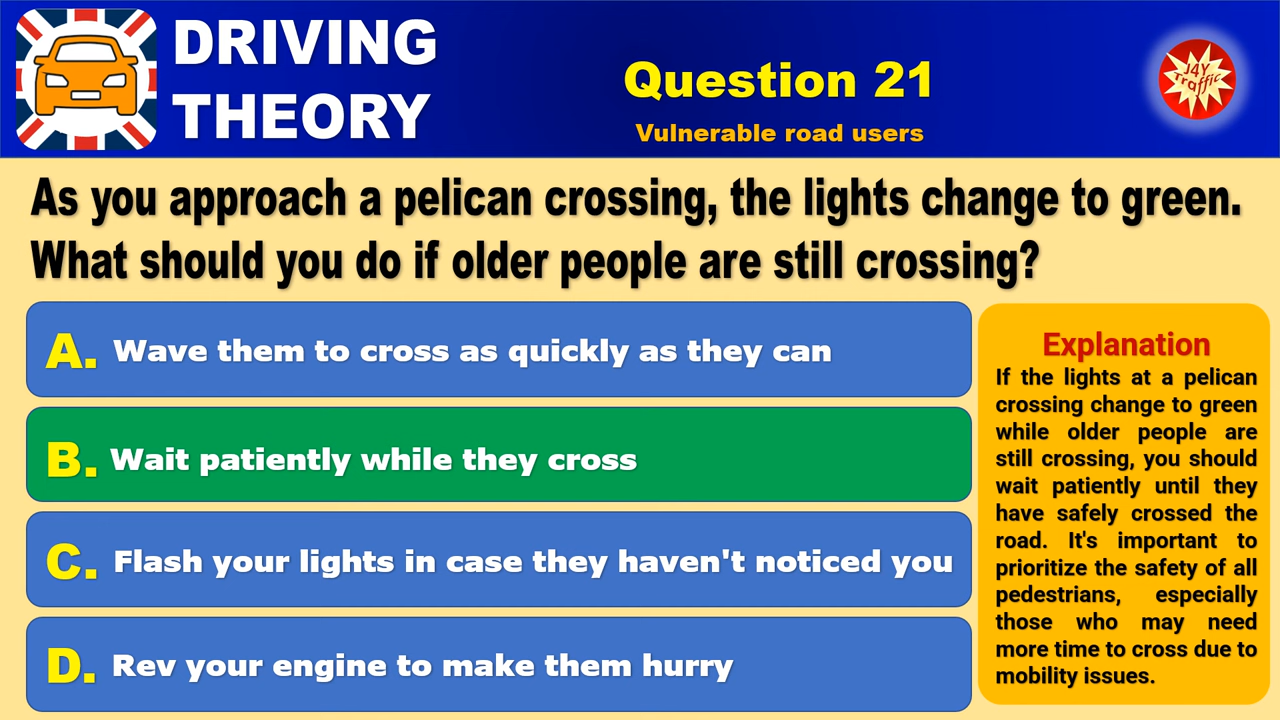 DRIVING
THEORY
Question 21
Vulnerable road users
J4Y
Traffic
As you approach a pelican crossing, the lights change to green.
What should you do if older people are still crossing?
A. Wave them to cross as quickly as they can
B. Wait patiently while they cross
C. Flash your lights in case they haven't noticed you
D. Rev your engine to make them hurry
Explanation
If the lights at a pelican
crossing change to green
while older people are
still crossing, you should
wait patiently until they
have safely crossed the
road. It's important to
prioritize the safety of all
pedestrians, especially
those who may need
more time to cross due to
mobility issues.